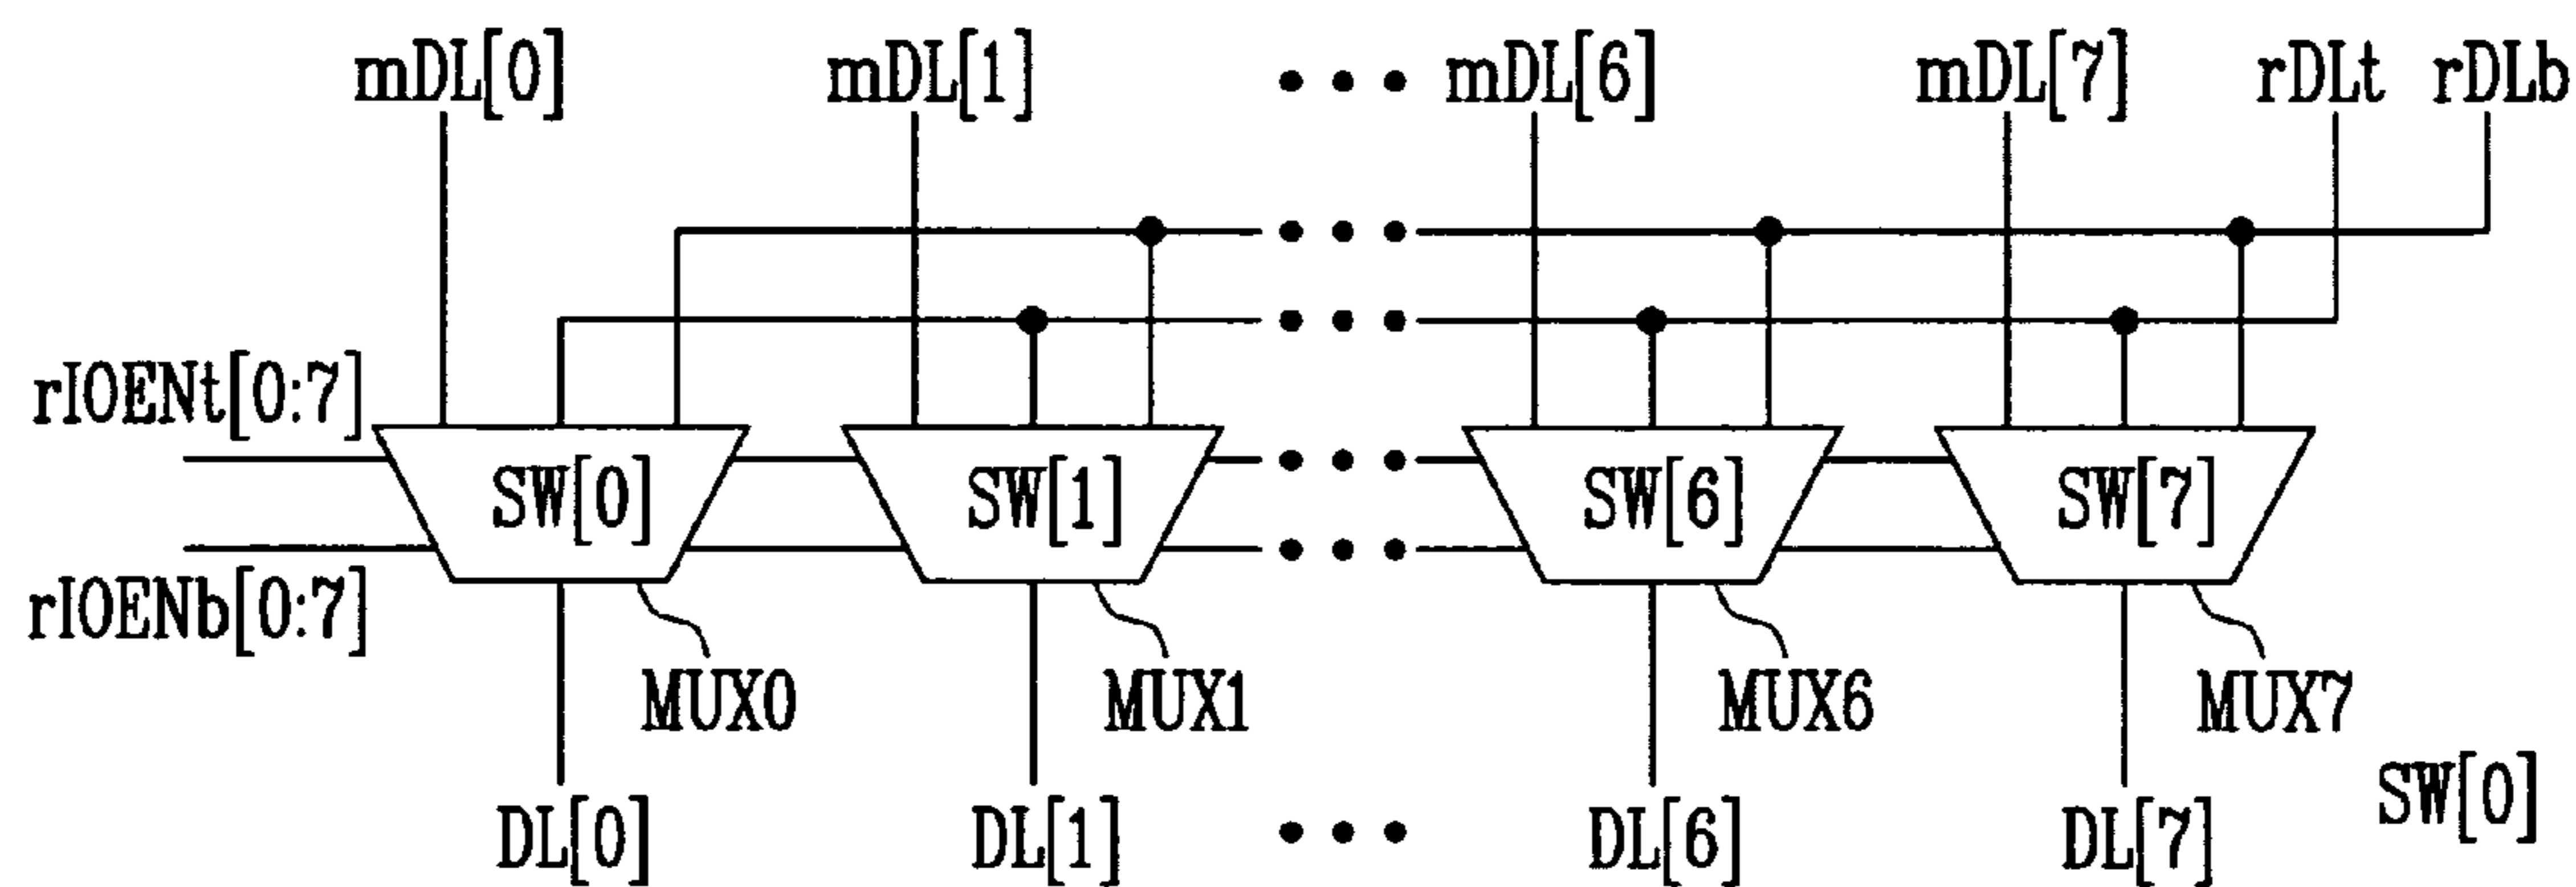 mDL[0] mDL[1] • • • mDL[6] mDL[7] rDLt rDLb
rIOENt[0:7]
SW[0] SW[1] SW[6] SW[7]
rIOENb[0:7]
MUX0 MUX1 MUX6 MUX7
SW[0]
DL[0] DL[1] • • • DL[6] DL[7]